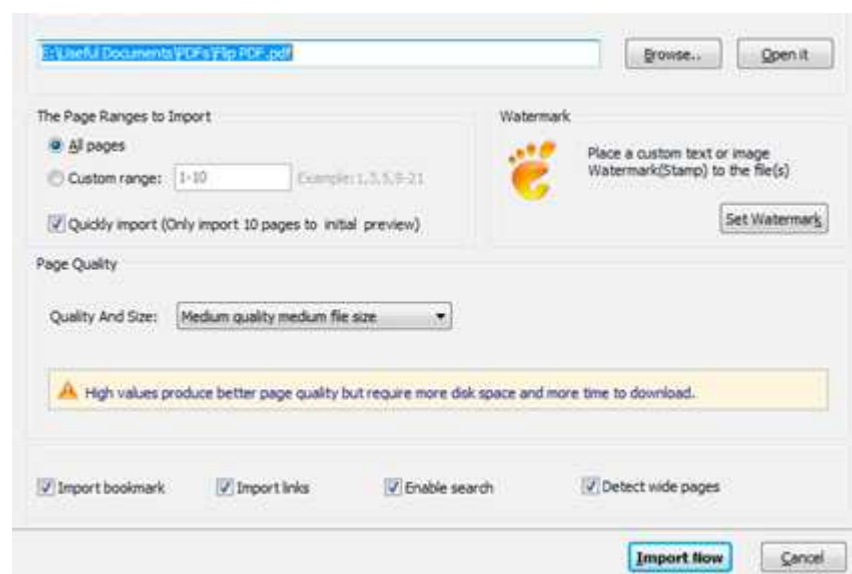 E:\Useful Documents\PDFs\Flip PDF.pdf
Browse..
Open it
The Page Ranges to Import
All pages
Custom range:
1-10
Example:1,3,5,9-21
Quickly import (Only import 10 pages to initial preview)
Watermark
Place a custom text or image
Watermark(Stamp) to the file(s)
Set Watermark
Page Quality
Quality And Size:
Medium quality medium file size
High values produce better page quality but require more disk space and more time to download.
Import bookmark
Import links
Enable search
Detect wide pages
Import Now
Cancel